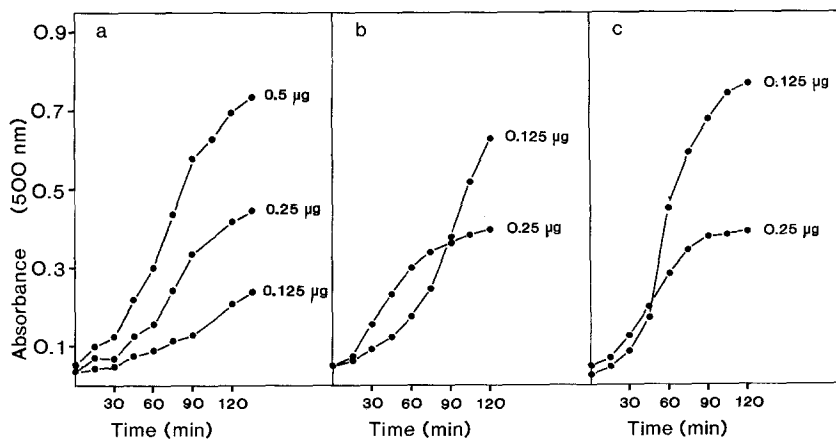 a
b
c
0.9
0.7
0.5
0.3
0.1
Absorbance (500 nm)
0.5 µg
0.25 µg
0.125 µg
0.125 µg
0.25 µg
0.125 µg
0.25 µg
30 60 90 120
30 60 90 120
30 60 90 120
Time (min)
Time (min)
Time (min)